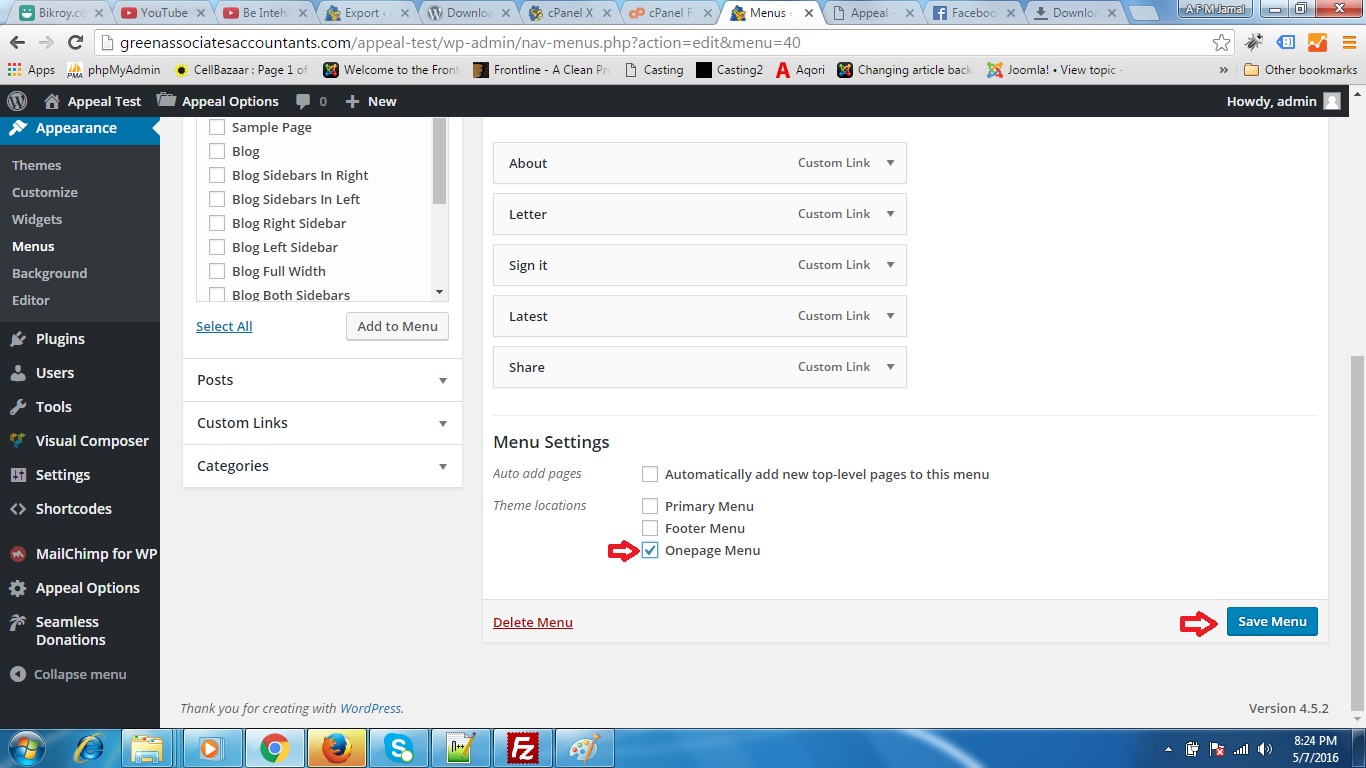 Bikroy.co
YouTube
Be Inteha
Export ‹
Downloa
cPanel X
cPanel F
Menus ‹
Appeal -
Faceboo
Downloa
A F M Jamal
greenassociatesaccountants.com/appeal-test/wp-admin/nav-menus.php?action=edit&menu=40
Apps
phpMyAdmin
CellBazaar : Page 1 of
Welcome to the Front
Frontline - A Clean Pr
Casting
Casting2
Aqori
Changing article back
Joomla! • View topic -
»
Other bookmarks
Appeal Test
Appeal Options
0
New
Howdy, admin
Appearance
Themes
Customize
Widgets
Menus
Background
Editor
Plugins
Users
Tools
Visual Composer
Settings
Shortcodes
MailChimp for WP
Appeal Options
Seamless
Donations
Collapse menu
Sample Page
Blog
Blog Sidebars In Right
Blog Sidebars In Left
Blog Right Sidebar
Blog Left Sidebar
Blog Full Width
Blog Both Sidebars
Select All
Add to Menu
Posts
Custom Links
Categories
About Custom Link
Letter Custom Link
Sign it Custom Link
Latest Custom Link
Share Custom Link
Menu Settings
Auto add pages
Automatically add new top-level pages to this menu
Theme locations
Primary Menu
Footer Menu
Onepage Menu
Delete Menu
Save Menu
Thank you for creating with WordPress.
Version 4.5.2
8:24 PM
5/7/2016